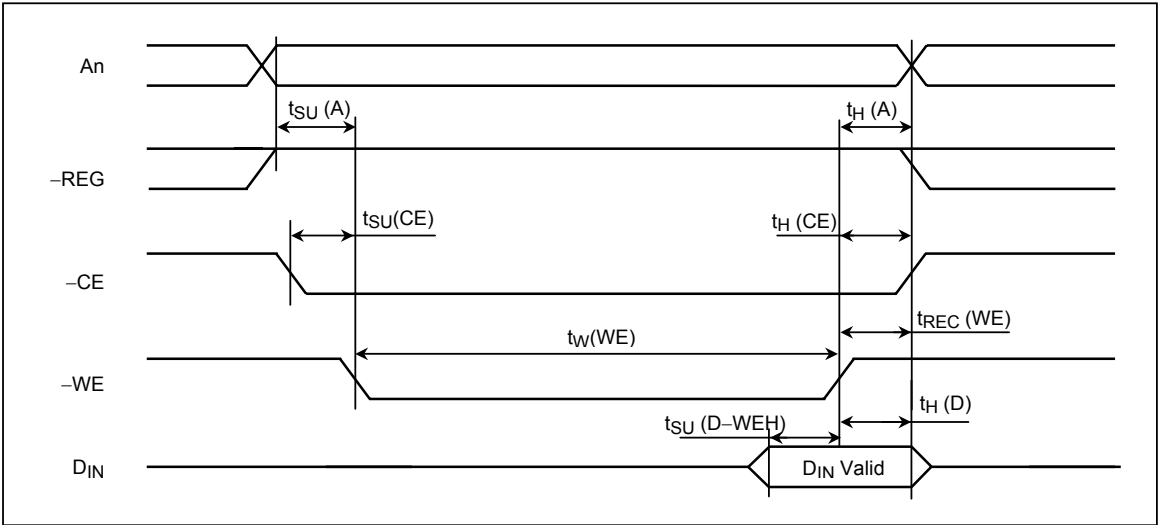 An
tSU (A)
tH (A)
–REG
tSU(CE)
tH (CE)
–CE
tREC (WE)
tW(WE)
–WE
tH (D)
tSU (D–WEH)
DIN
DIN Valid